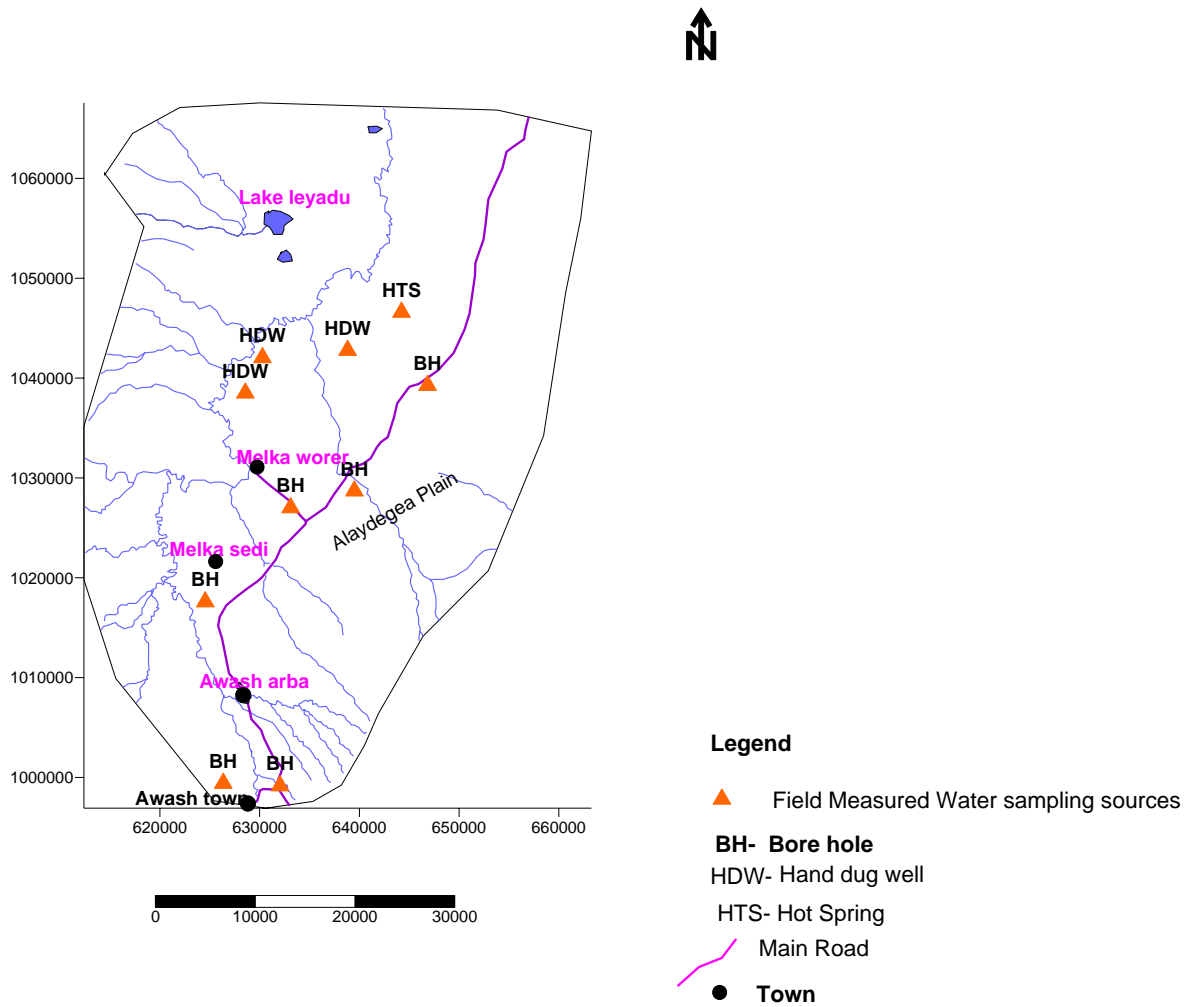 N
1060000
Lake leyadu
1050000
HTS
HDW
HDW
BH
1040000
HDW
Melka worer
BH
1030000
BH
Alaydegea Plain
Melka sedi
1020000
BH
1010000
Awash arba
BH
BH
1000000
Awash town
620000 630000 640000 650000 660000
0 10000 20000 30000
Legend
Field Measured Water sampling sources
BH- Bore hole
HDW- Hand dug well
HTS- Hot Spring
Main Road
Town